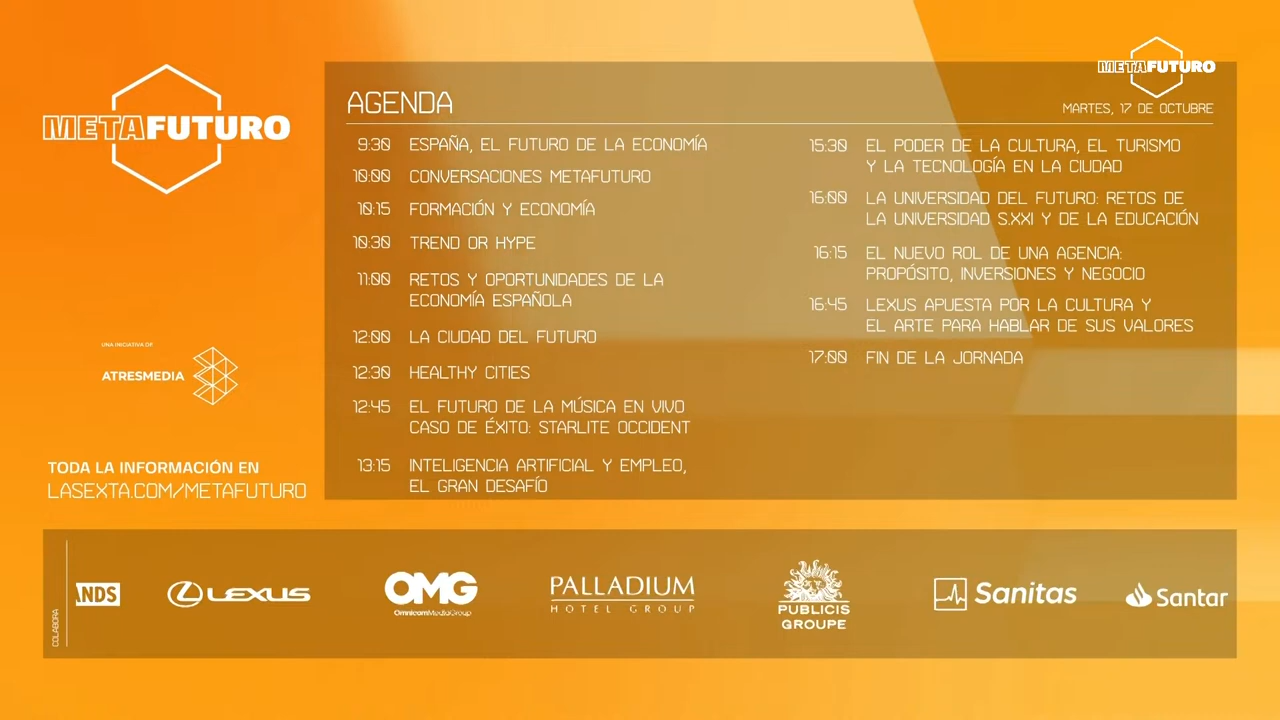 METAFUTURO
UNA INICIATIVA DE
ATRESMEDIA
TODA LA INFORMACIÓN EN
LASEXTA.COM/METAFUTURO
METAFUTURO
AGENDA
MARTES, 17 DE OCTUBRE
9:30 ESPAÑA, EL FUTURO DE LA ECONOMÍA
10:00 CONVERSACIONES METAFUTURO
10:15 FORMACIÓN Y ECONOMÍA
10:30 TREND OR HYPE
11:00 RETOS Y OPORTUNIDADES DE LA
ECONOMÍA ESPAÑOLA
12:00 LA CIUDAD DEL FUTURO
12:30 HEALTHY CITIES
12:45 EL FUTURO DE LA MÚSICA EN VIVO
CASO DE ÉXITO: STARLITE OCCIDENT
13:15 INTELIGENCIA ARTIFICIAL Y EMPLEO,
EL GRAN DESAFÍO
15:30 EL PODER DE LA CULTURA, EL TURISMO
Y LA TECNOLOGÍA EN LA CIUDAD
16:00 LA UNIVERSIDAD DEL FUTURO: RETOS DE
LA UNIVERSIDAD S.XXI Y DE LA EDUCACIÓN
16:15 EL NUEVO ROL DE UNA AGENCIA:
PROPÓSITO, INVERSIONES Y NEGOCIO
16:45 LEXUS APUESTA POR LA CULTURA Y
EL ARTE PARA HABLAR DE SUS VALORES
17:00 FIN DE LA JORNADA
COLABORA
ANDS
LEXUS
OMG
OmnicomMediaGroup
PALLADIUM
HOTEL GROUP
PUBLICIS
GROUPE
Sanitas
Santar